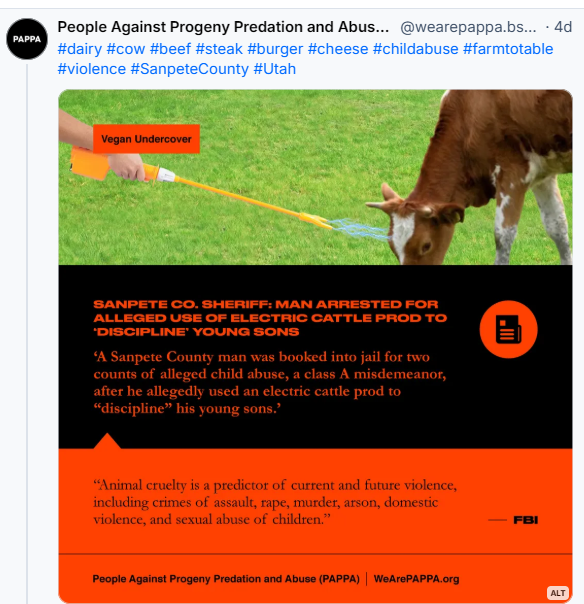 PAPPA
People Against Progeny Predation and Abus... @wearepappa.bs... · 4d
#dairy #cow #beef #steak #burger #cheese #childabuse #farmtotable
#violence #SanpeteCounty #Utah
Vegan Undercover
SANPETE CO. SHERIFF: MAN ARRESTED FOR
ALLEGED USE OF ELECTRIC CATTLE PROD TO
'DISCIPLINE' YOUNG SONS
‘A Sanpete County man was booked into jail for two
counts of alleged child abuse, a class A misdemeanor,
after he allegedly used an electric cattle prod to
“discipline” his young sons.’
“Animal cruelty is a predictor of current and future violence,
including crimes of assault, rape, murder, arson, domestic
violence, and sexual abuse of children.”
— FBI
People Against Progeny Predation and Abuse (PAPPA) | WeArePAPPA.org
ALT